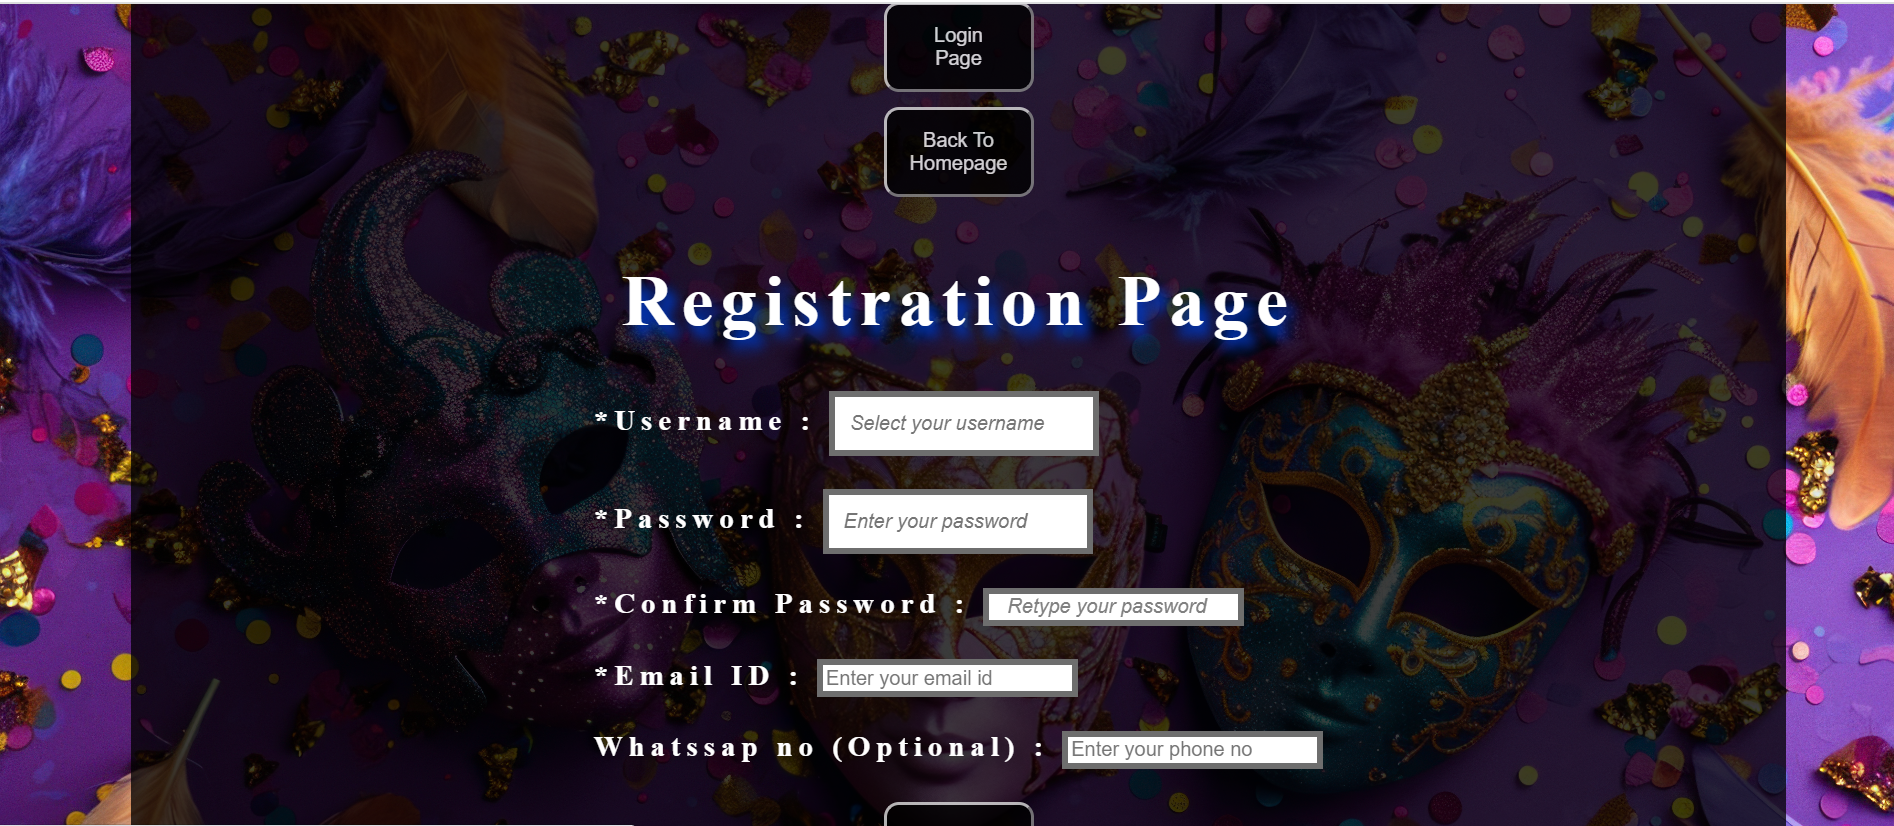 Login
Page
Back To
Homepage
Registration Page
*Username : Select your username
*Password : Enter your password
*Confirm Password : Retype your password
*Email ID : Enter your email id
Whatssap no (Optional) : Enter your phone no